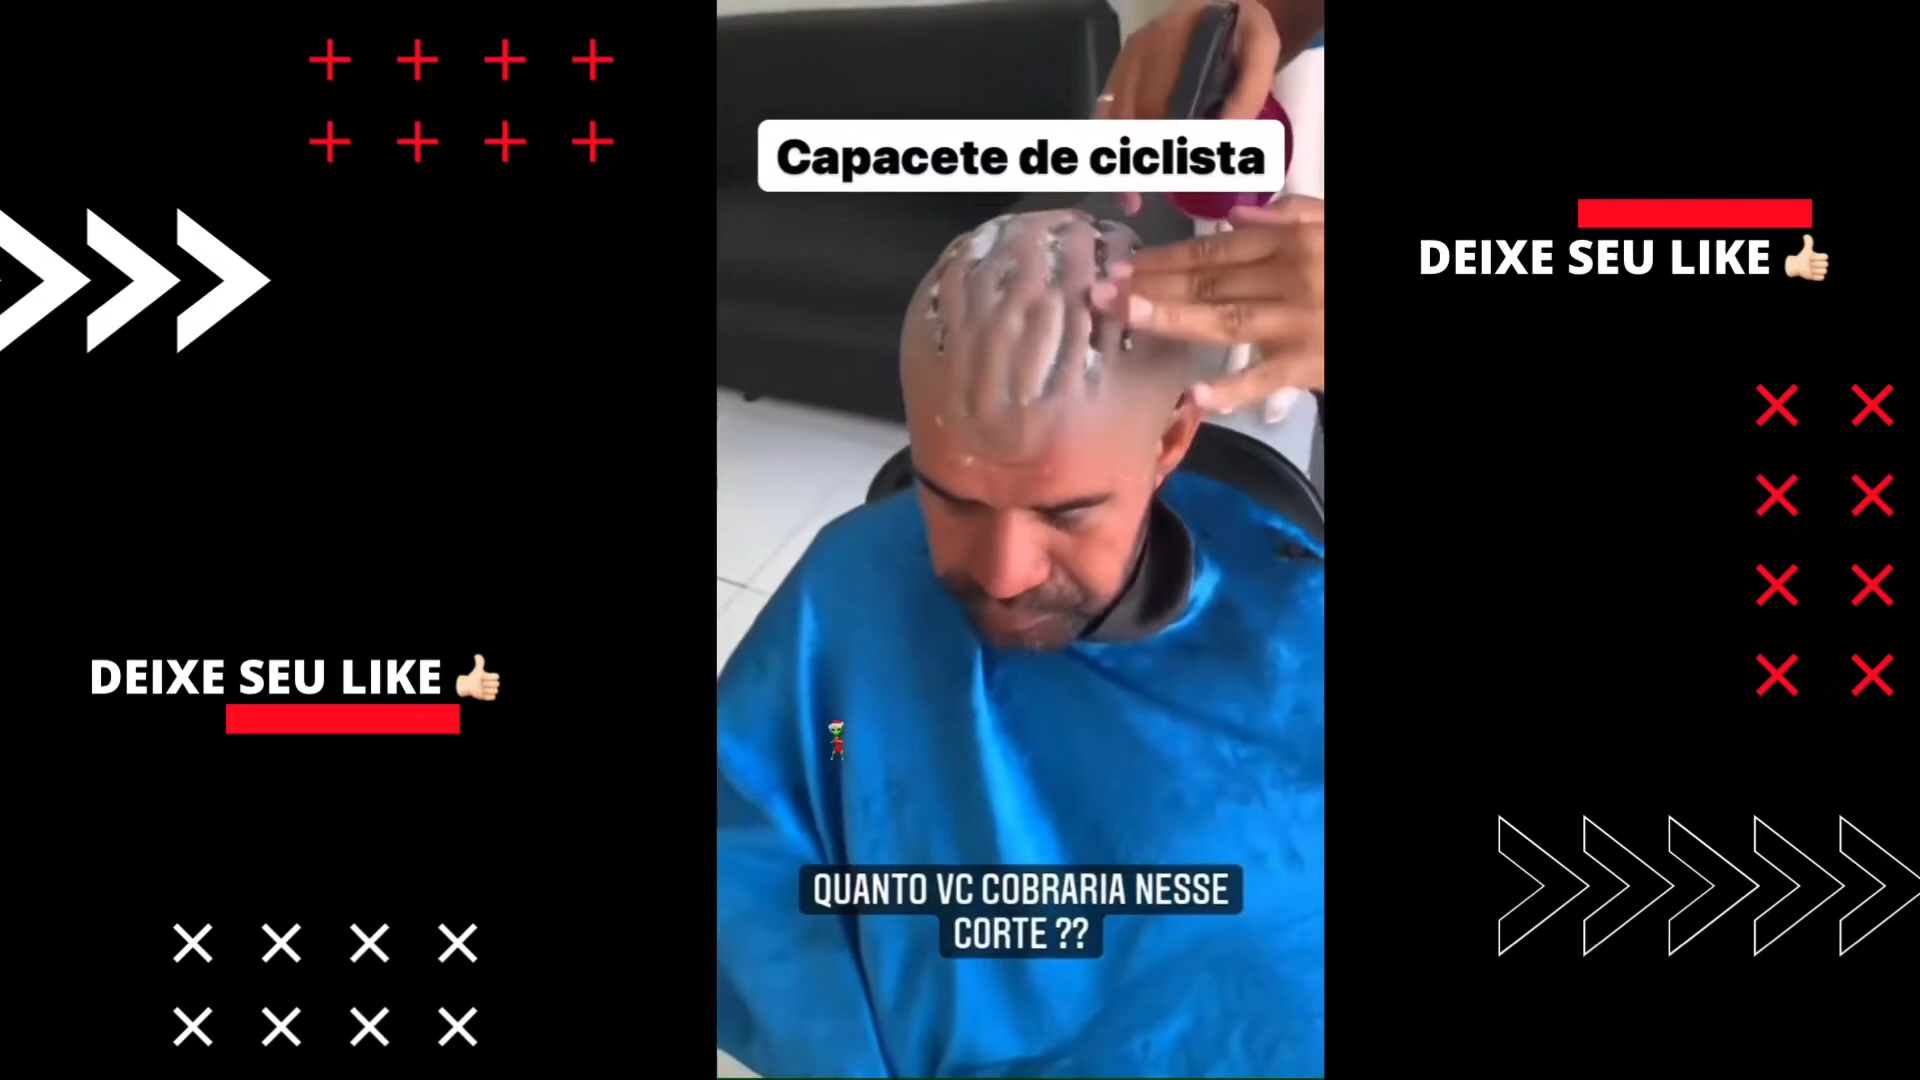 Capacete de ciclista
DEIXE SEU LIKE 👍🏻
DEIXE SEU LIKE 👍🏻
QUANTO VC COBRARIA NESSE
CORTE ??